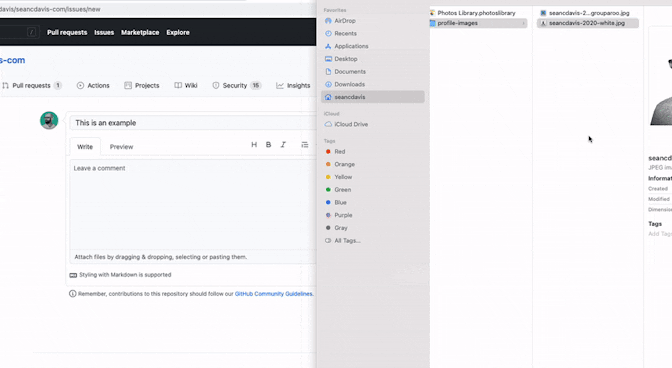 davis/seancdavis-com/issues/new
Pull requests Issues Marketplace Explore
s-com
Pull requests 1 Actions Projects Wiki Security 15 Insights
This is an example
Write Preview
H B I
Leave a comment
Attach files by dragging & dropping, selecting or pasting them.
Styling with Markdown is supported
Remember, contributions to this repository should follow our GitHub Community Guidelines.
Favorites
AirDrop
Recents
Applications
Desktop
Documents
Downloads
seancdavis
iCloud
iCloud Drive
Tags
Red
Orange
Yellow
Green
Blue
Purple
Gray
All Tags...
Photos Library.photoslibrary
profile-images
seancdavis-2...grouparoo.jpg
seancdavis-2020-white.jpg
seancd
JPEG ima
Informat
Created
Modified
Dimensio
Tags
Add Tags